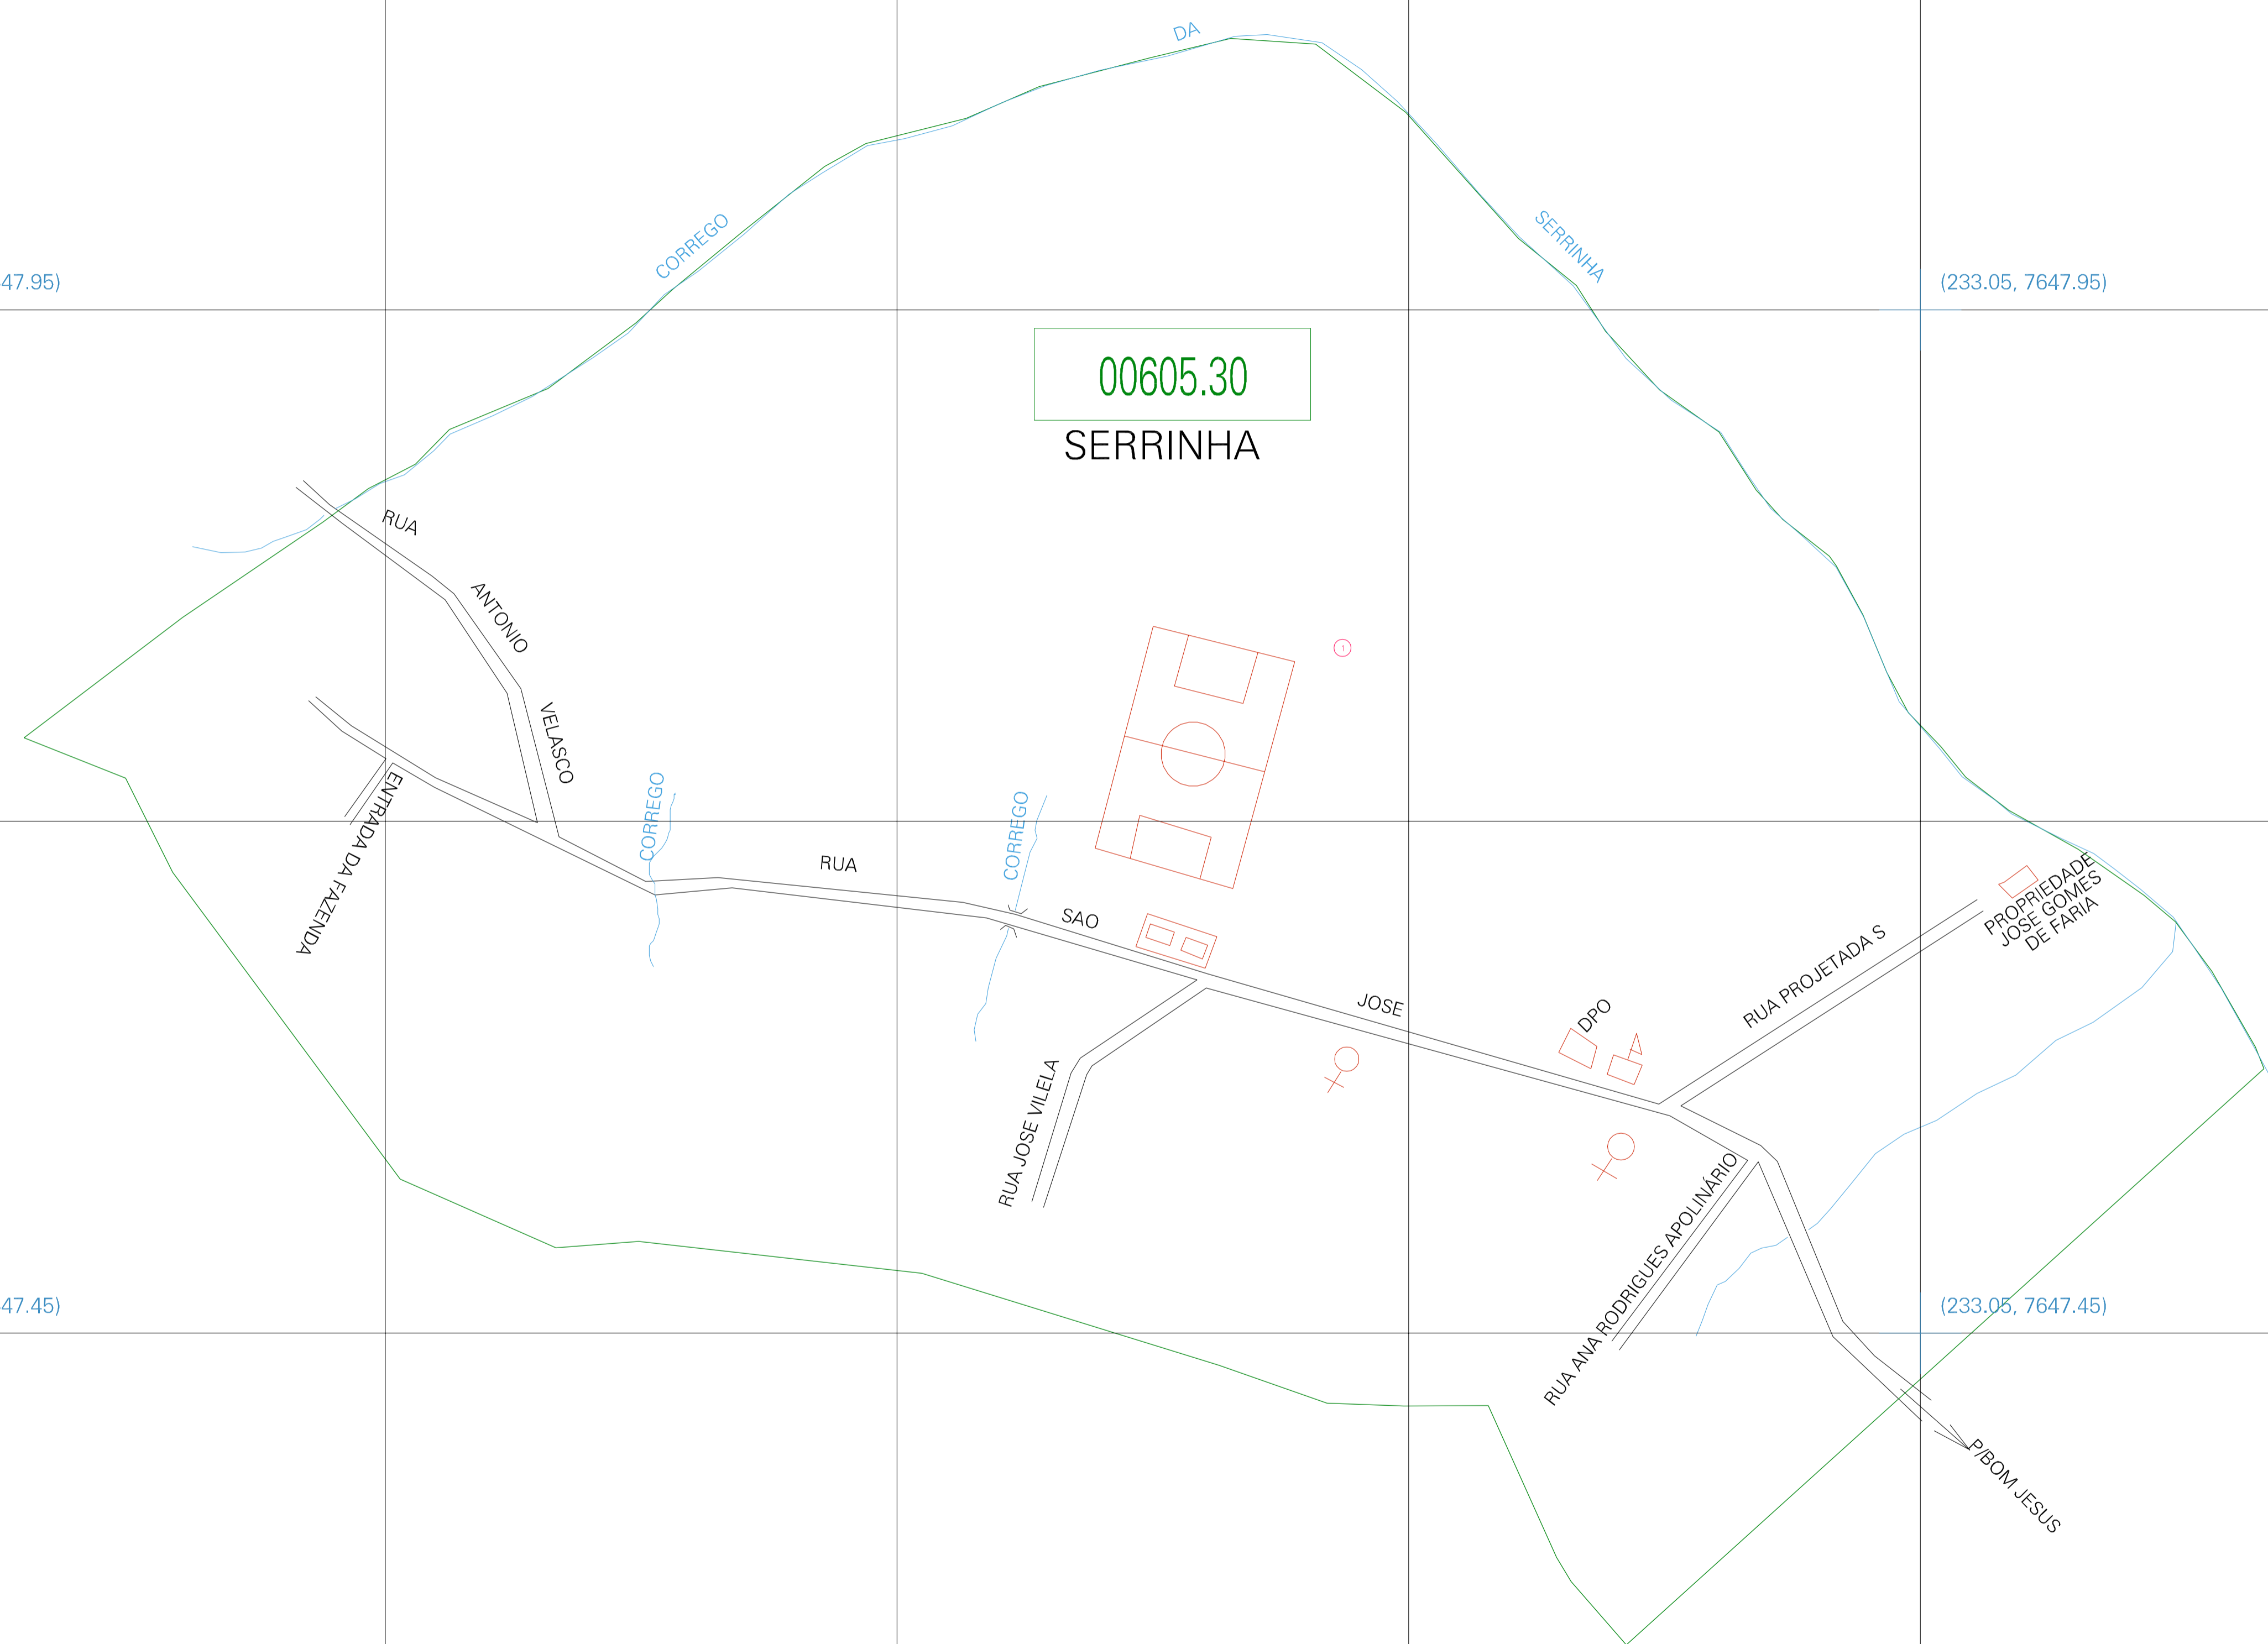 DA
CORREGO
SERRINHA
47.95)
(233.05, 7647.95)
00605.30
SERRINHA
RUA
ANTONIO
VELASCO
1
ENTRADA DA FAZENDA
CORREGO
CORREGO
RUA
SAO
JOSE
PROPRIEDADE
JOSE GOMES
DE FARIA
RUA PROJETADA S
DPO
RUA JOSE VILELA
RUA ANA RODRIGUES APOLINÁRIO
47.45)
(233.05, 7647.45)
P/BOM JESUS